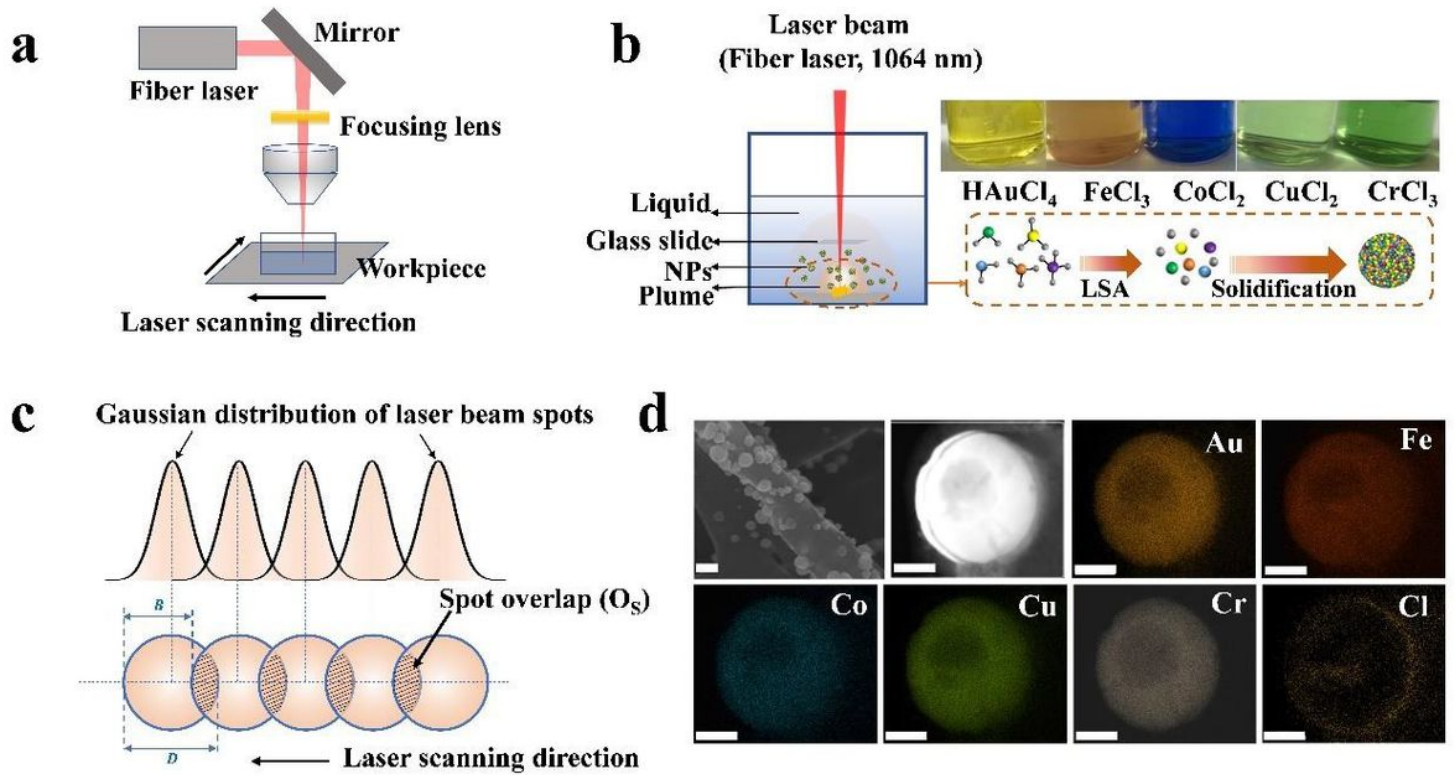 a
Mirror
Fiber laser
Focusing lens
Workpiece
Laser scanning direction
b
Laser beam
(Fiber laser, 1064 nm)
Liquid
Glass slide
NPs
Plume
HAuCl₄ FeCl₃ CoCl₂ CuCl₂ CrCl₃
LSA
Solidification
c
Gaussian distribution of laser beam spots
Spot overlap (O_S)
B
D
Laser scanning direction
d
Au
Fe
Co
Cu
Cr
Cl